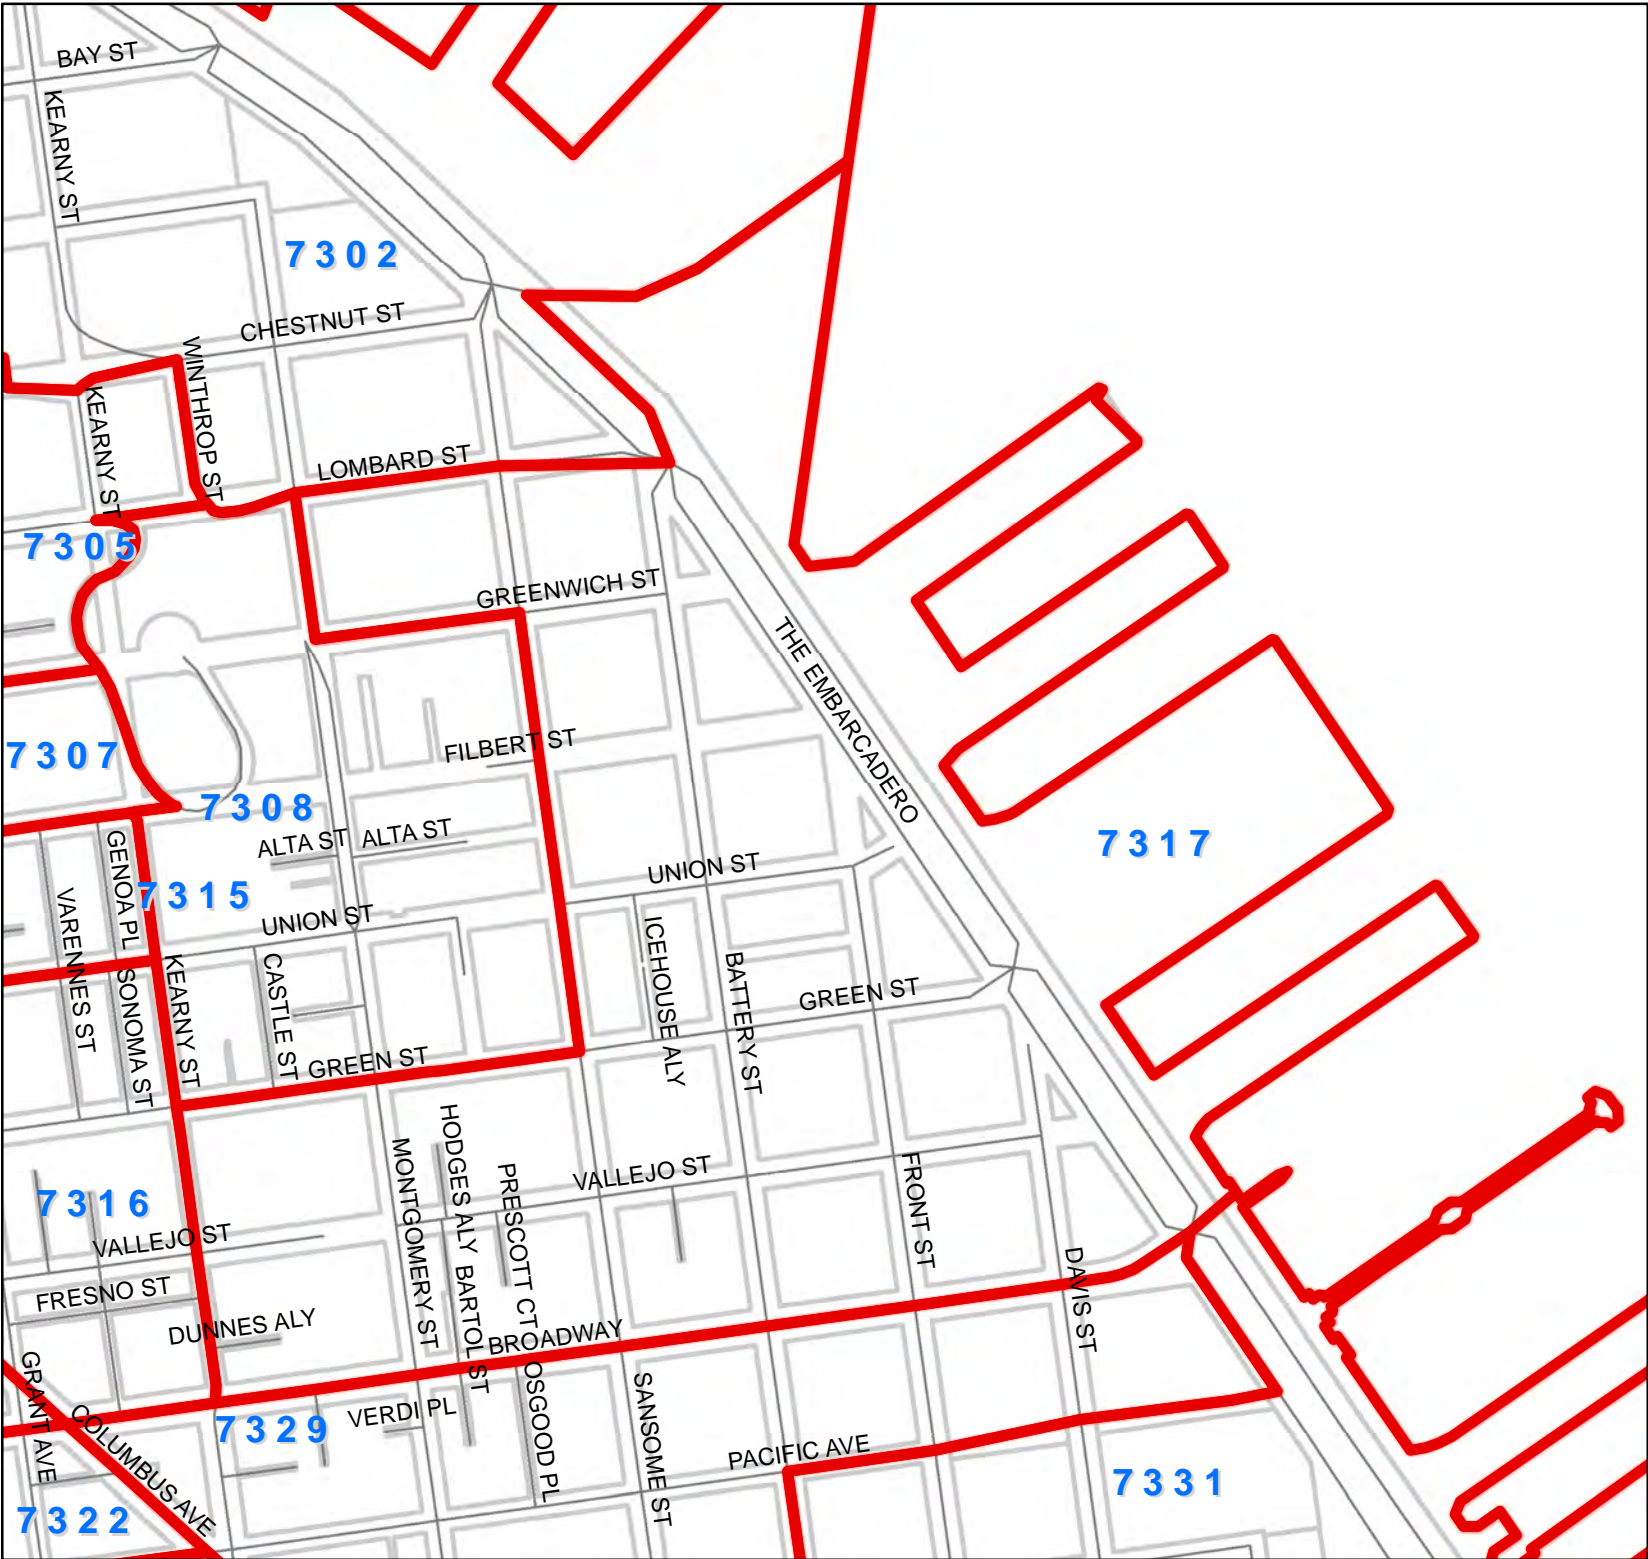 BAY ST
KEARNY ST
7302
CHESTNUT ST
WINTHROP ST
KEARNY ST
LOMBARD ST
7305
GREENWICH ST
THE EMBARCADERO
FILBERT ST
7307
7308
ALTA ST
ALTA ST
7317
GENOA PL
UNION ST
7315
VARENNES ST
UNION ST
ICEHOUSE ALY
BATTERY ST
KEARNY ST
CASTLE ST
SONOMA ST
GREEN ST
GREEN ST
HODGES ALY
MONTGOMERY ST
PRESCOTT CT
VALLEJO ST
FRONT ST
7316
VALLEJO ST
DAVIS ST
BARTOL ST
FRESNO ST
DUNNES ALY
BROADWAY
GRANT AVE
OSGOOD PL
SANSOME ST
COLUMBUS AVE
VERDI PL
7329
PACIFIC AVE
7331
7322